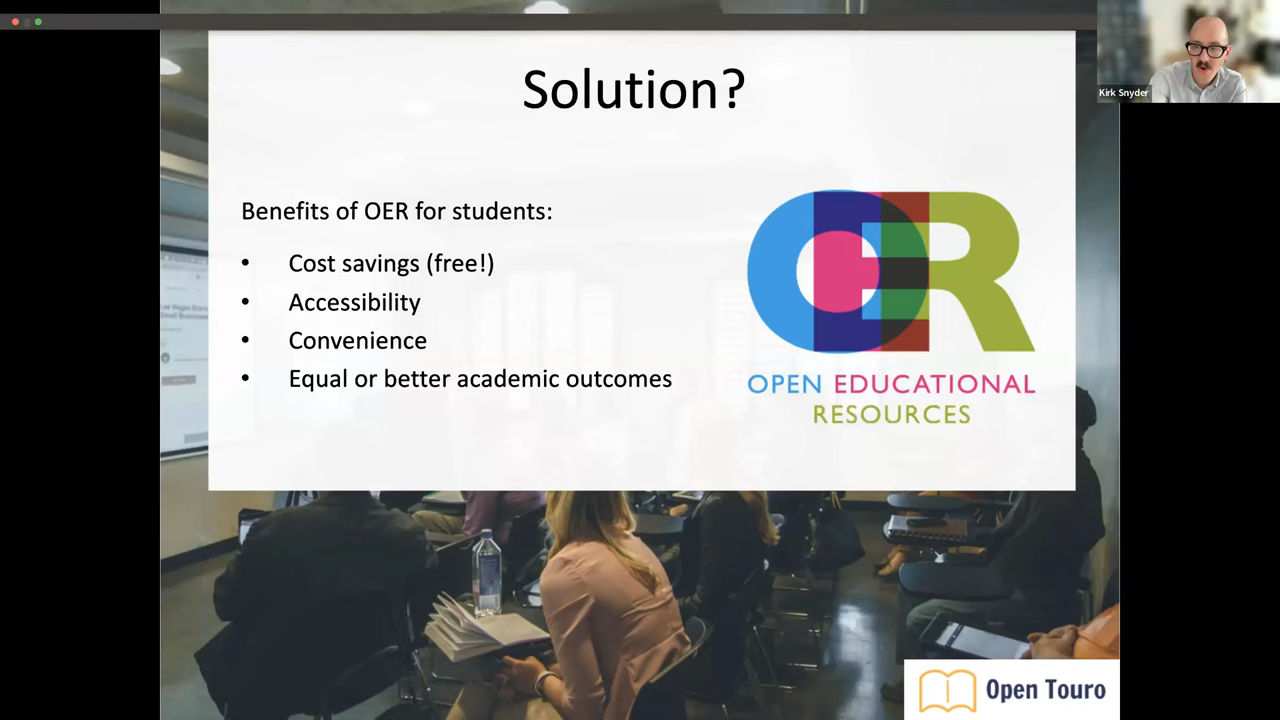 Solution?
Kirk Snyder
Benefits of OER for students:
• Cost savings (free!)
• Accessibility
• Convenience
• Equal or better academic outcomes
OER
OPEN EDUCATIONAL
RESOURCES
Open Touro